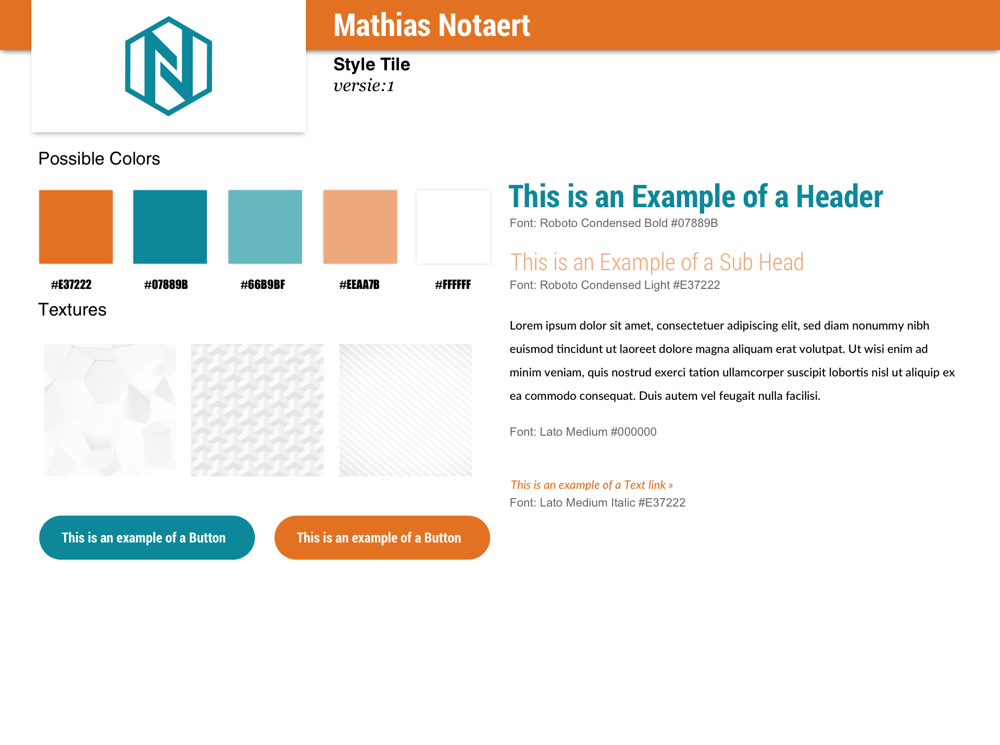 Mathias Notaert
Style Tile
versie:1
Possible Colors
#E37222
#07889B
#66B9BF
#EEAA7B
#FFFFFF
Textures
This is an example of a Button
This is an example of a Button
This is an Example of a Header
Font: Roboto Condensed Bold #07889B
This is an Example of a Sub Head
Font: Roboto Condensed Light #E37222
Lorem ipsum dolor sit amet, consectetuer adipiscing elit, sed diam nonummy nibh
euismod tincidunt ut laoreet dolore magna aliquam erat volutpat. Ut wisi enim ad
minim veniam, quis nostrud exerci tation ullamcorper suscipit lobortis nisl ut aliquip ex
ea commodo consequat. Duis autem vel feugait nulla facilisi.
Font: Lato Medium #000000
This is an example of a Text link »
Font: Lato Medium Italic #E37222